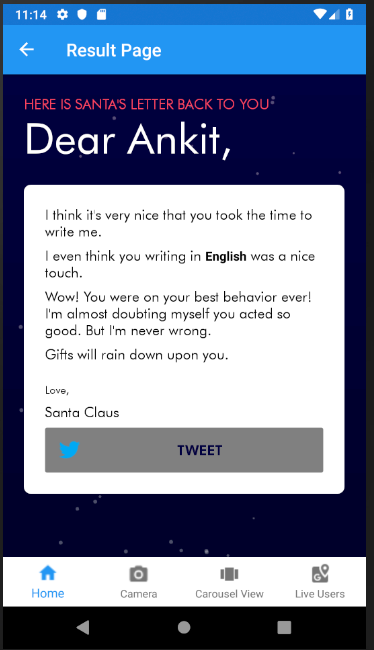 11:14
Result Page
HERE IS SANTA'S LETTER BACK TO YOU
Dear Ankit,
I think it's very nice that you took the time to
write me.
I even think you writing in English was a nice
touch.
Wow! You were on your best behavior ever!
I'm almost doubting myself you acted so
good. But I'm never wrong.
Gifts will rain down upon you.
Love,
Santa Claus
TWEET
Home
Camera
Carousel View
Live Users